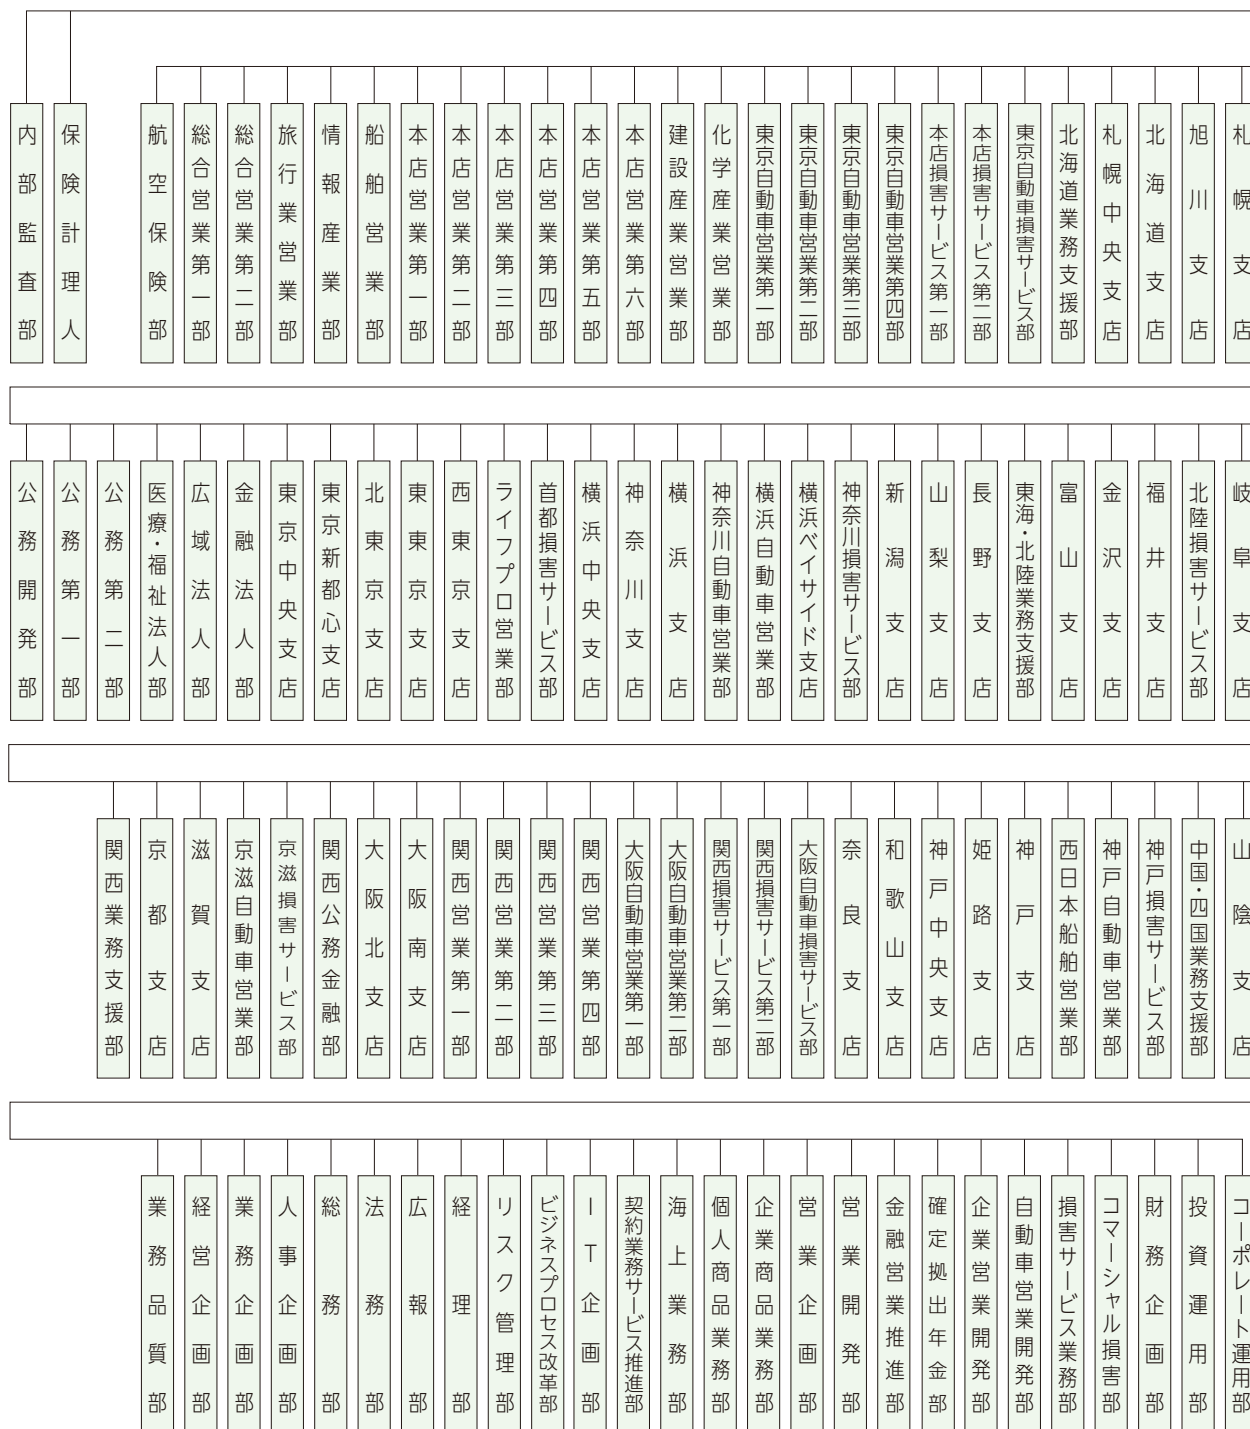 内部監査部
保険計理人
航空保険部
総合営業第一部
総合営業第二部
旅行業営業部
情報産業部
船舶営業部
本店営業第一部
本店営業第二部
本店営業第三部
本店営業第四部
本店営業第五部
本店営業第六部
建設産業営業部
化学産業営業部
東京自動車営業第一部
東京自動車営業第二部
東京自動車営業第三部
東京自動車営業第四部
本店損害サービス第一部
本店損害サービス第二部
東京自動車損害サービス部
北海道業務支援部
札幌中央支店
北海道支店
旭川支店
札幌支店
公務開発部
公務第一部
公務第二部
医療・福祉法人部
広域法人部
金融法人部
東京中央支店
東京新都心支店
北東京支店
東東京支店
西東京支店
ライフプロ営業部
首都損害サービス部
横浜中央支店
神奈川支店
横浜支店
神奈川自動車営業部
横浜自動車営業部
横浜ベイサイド支店
神奈川損害サービス部
新潟支店
山梨支店
長野支店
東海・北陸業務支援部
富山支店
金沢支店
福井支店
北陸損害サービス部
岐阜支店
関西業務支援部
京都支店
滋賀支店
京滋自動車営業部
京滋損害サービス部
関西公務金融部
大阪北支店
大阪南支店
関西営業第一部
関西営業第二部
関西営業第三部
関西営業第四部
大阪自動車営業第一部
大阪自動車営業第二部
関西損害サービス第一部
関西損害サービス第二部
大阪自動車損害サービス部
奈良支店
和歌山支店
神戸中央支店
姫路支店
神戸支店
西日本船舶営業部
神戸自動車営業部
神戸損害サービス部
中国・四国業務支援部
山陰支店
業務品質部
経営企画部
業務企画部
人事企画部
総務部
法務部
広報部
経理部
リスク管理部
ビジネスプロセス改革部
IT企画部
契約業務サービス推進部
海上業務部
個人商品業務部
企業商品業務部
営業企画部
営業開発部
金融営業推進部
確定拠出年金部
企業営業開発部
自動車営業開発部
損害サービス業務部
コマーシャル損害部
財務企画部
投資運用部
コーポレート運用部